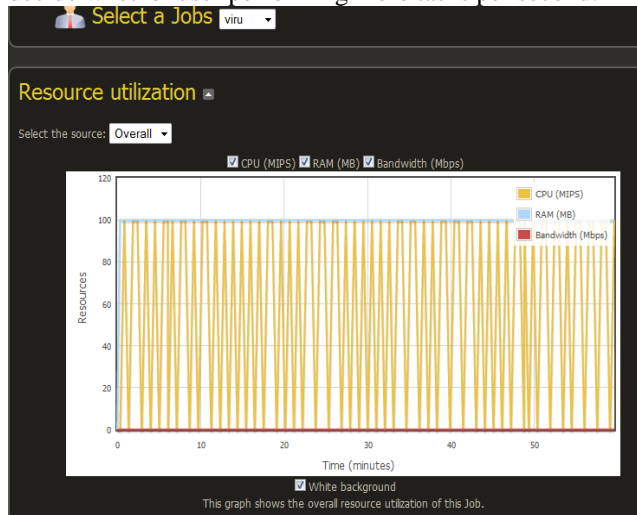 Select a Jobs viru
Resource utilization
Select the source: Overall
CPU (MIPS) RAM (MB) Bandwidth (Mbps)
120
100
80
60
40
20
0
Resources
CPU (MIPS)
RAM (MB)
Bandwidth (Mbps)
0 10 20 30 40 50
Time (minutes)
White background
This graph shows the overall resource utilization of this Job.